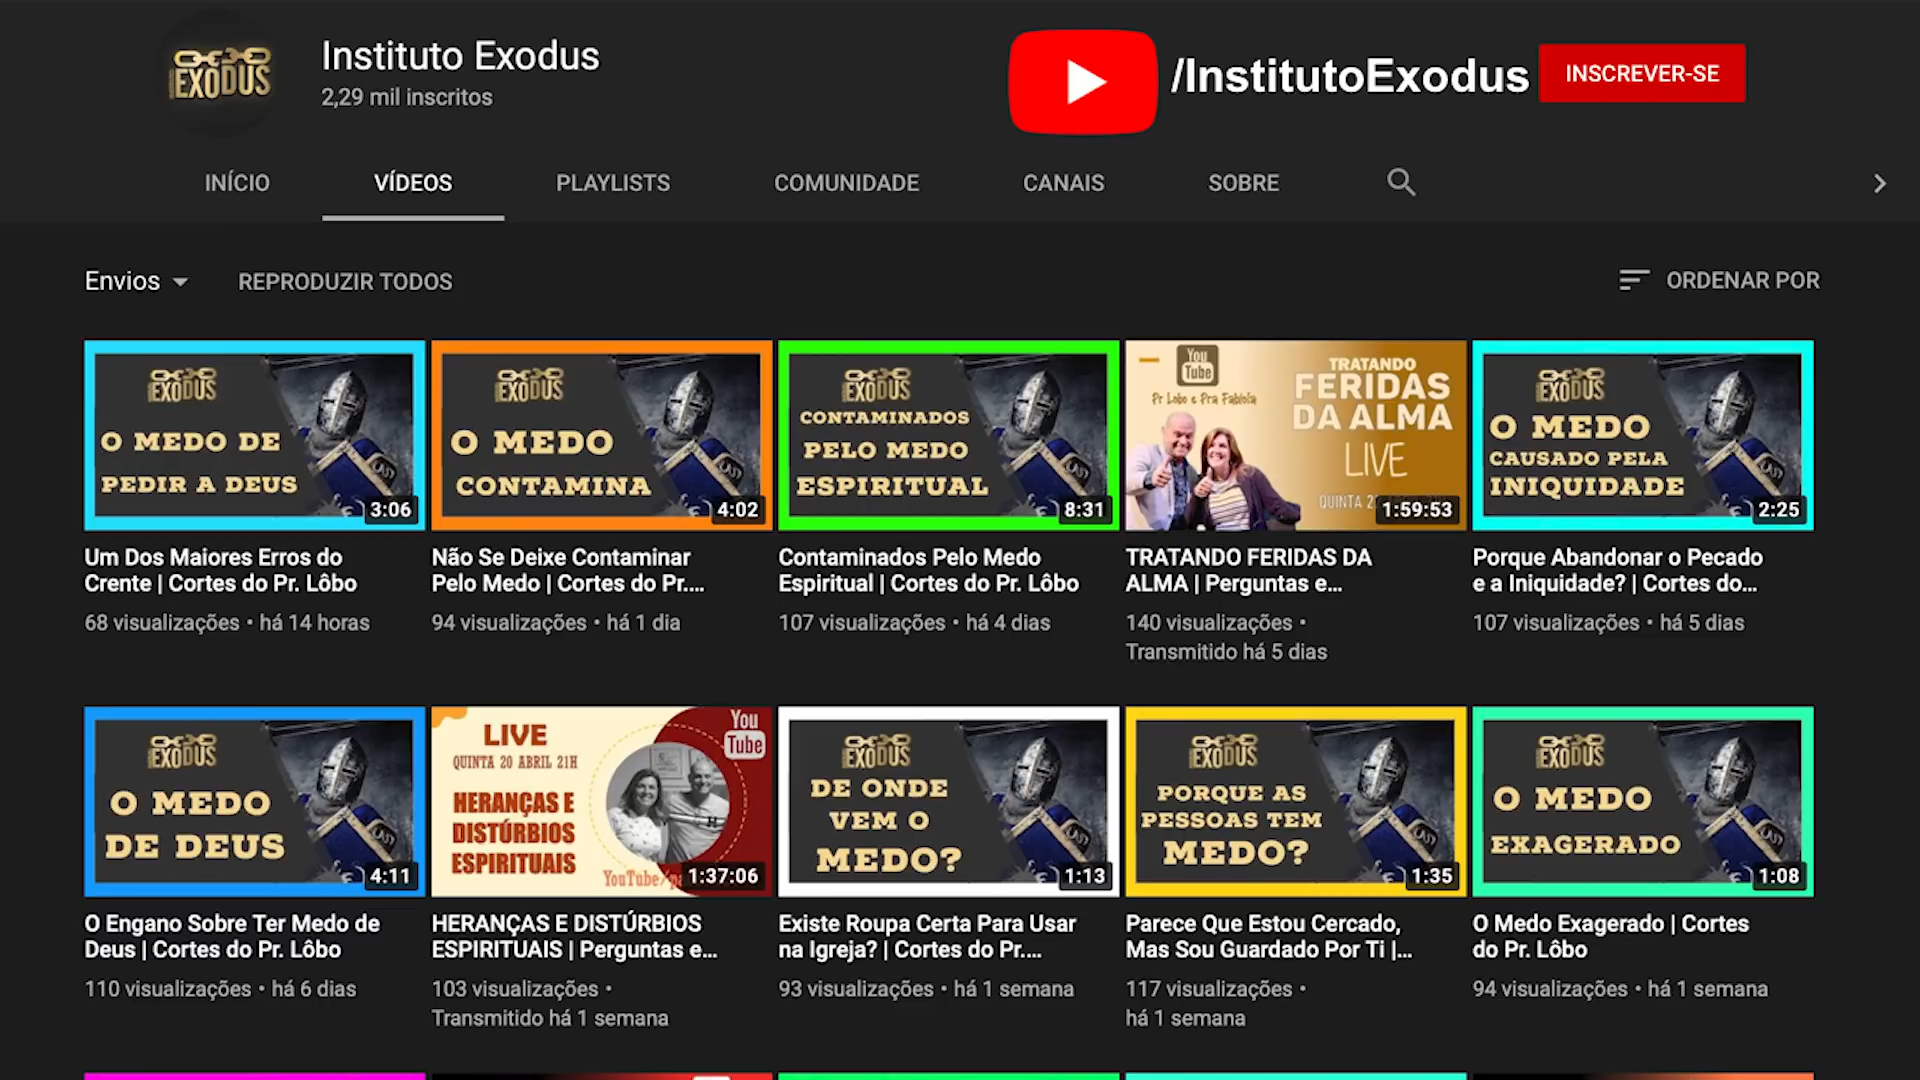 EXODUS
Instituto Exodus
2,29 mil inscritos
/InstitutoExodus
INSCREVER-SE
INÍCIO
VÍDEOS
PLAYLISTS
COMUNIDADE
CANAIS
SOBRE
Envios
REPRODUZIR TODOS
ORDENAR POR
EXODUS
O MEDO DE
PEDIR A DEUS
3:06
Um Dos Maiores Erros do
Crente | Cortes do Pr. Lôbo
68 visualizações • há 14 horas
EXODUS
O MEDO
CONTAMINA
4:02
Não Se Deixe Contaminar
Pelo Medo | Cortes do Pr....
94 visualizações • há 1 dia
EXODUS
CONTAMINADOS
PELO MEDO
ESPIRITUAL
8:31
Contaminados Pelo Medo
Espiritual | Cortes do Pr. Lôbo
107 visualizações • há 4 dias
You
Tube
Pr Lobo e Pra Fabiola
TRATANDO
FERIDAS
DA ALMA
LIVE
QUINTA
1:59:53
TRATANDO FERIDAS DA
ALMA | Perguntas e...
140 visualizações •
Transmitido há 5 dias
EXODUS
O MEDO
CAUSADO PELA
INIQUIDADE
2:25
Porque Abandonar o Pecado
e a Iniquidade? | Cortes do...
107 visualizações • há 5 dias
EXODUS
O MEDO
DE DEUS
4:11
O Engano Sobre Ter Medo de
Deus | Cortes do Pr. Lôbo
110 visualizações • há 6 dias
LIVE
QUINTA 20 ABRIL 21H
HERANÇAS E
DISTÚRBIOS
ESPIRITUAIS
You
Tube
YouTube/
1:37:06
HERANÇAS E DISTÚRBIOS
ESPIRITUAIS | Perguntas e...
103 visualizações •
Transmitido há 1 semana
EXODUS
DE ONDE
VEM O
MEDO?
1:13
Existe Roupa Certa Para Usar
na Igreja? | Cortes do Pr....
93 visualizações • há 1 semana
EXODUS
PORQUE AS
PESSOAS TEM
MEDO?
1:35
Parece Que Estou Cercado,
Mas Sou Guardado Por Ti |...
117 visualizações •
há 1 semana
EXODUS
O MEDO
EXAGERADO
1:08
O Medo Exagerado | Cortes
do Pr. Lôbo
94 visualizações • há 1 semana